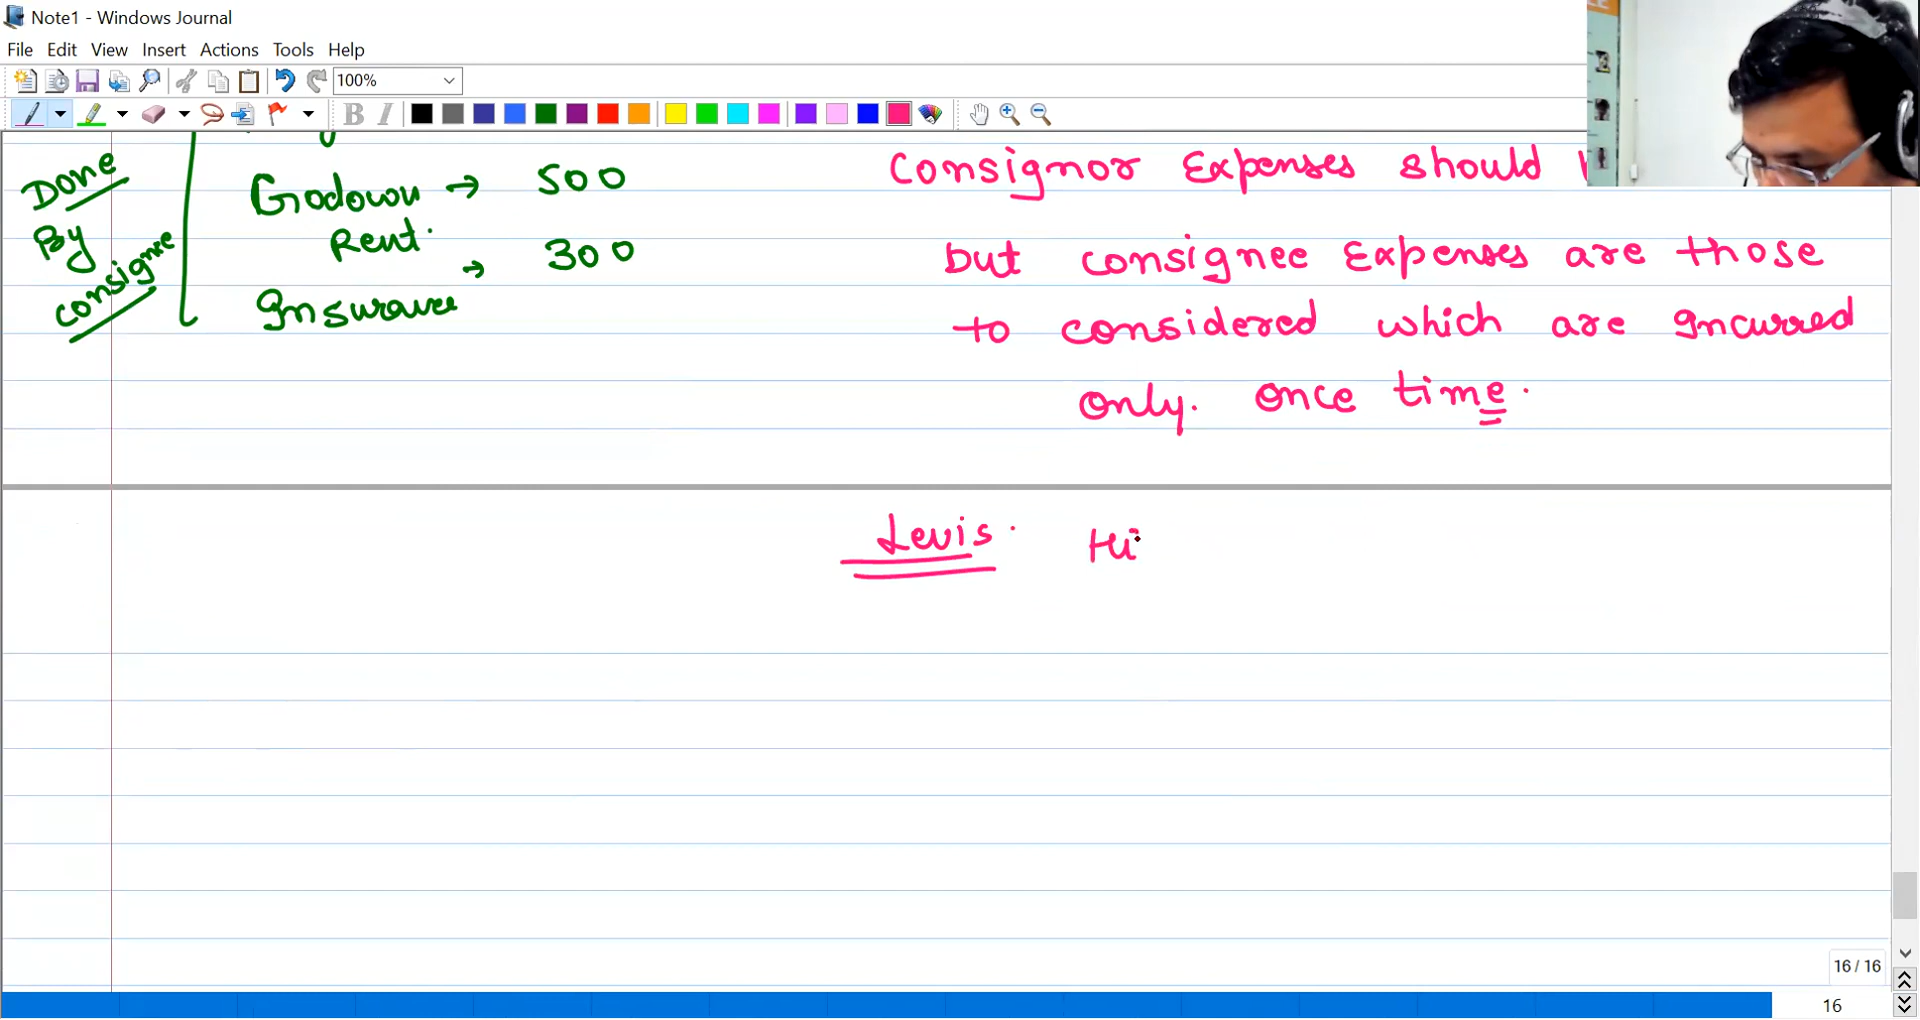 Note1 - Windows Journal
File Edit View Insert Actions Tools Help
100%
B I
Done
By
consignee
Godown → 500
Rent.
Insurance → 300
Consignor Expenses should
but consignee Expenses are those
to considered which are Incurred
only. once time.
Levis. Hi
16 / 16
16